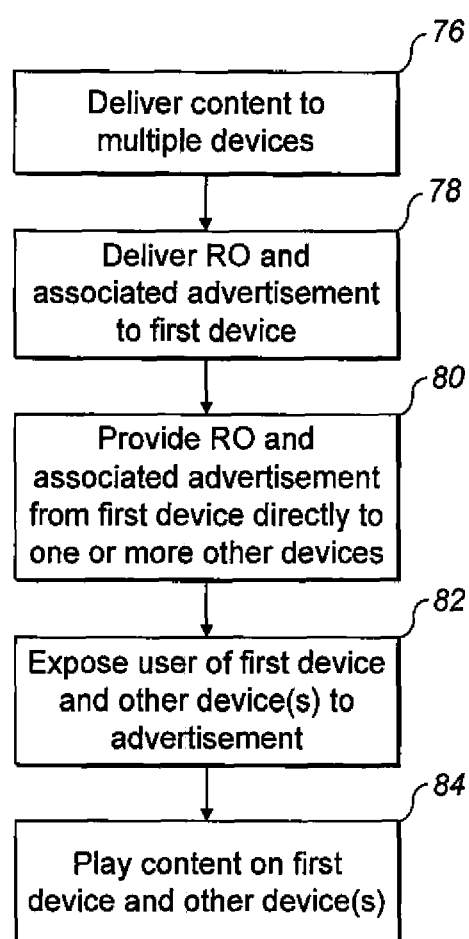 76
Deliver content to
multiple devices
78
Deliver RO and
associated advertisement
to first device
80
Provide RO and
associated advertisement
from first device directly to
one or more other devices
82
Expose user of first device
and other device(s) to
advertisement
84
Play content on first
device and other device(s)